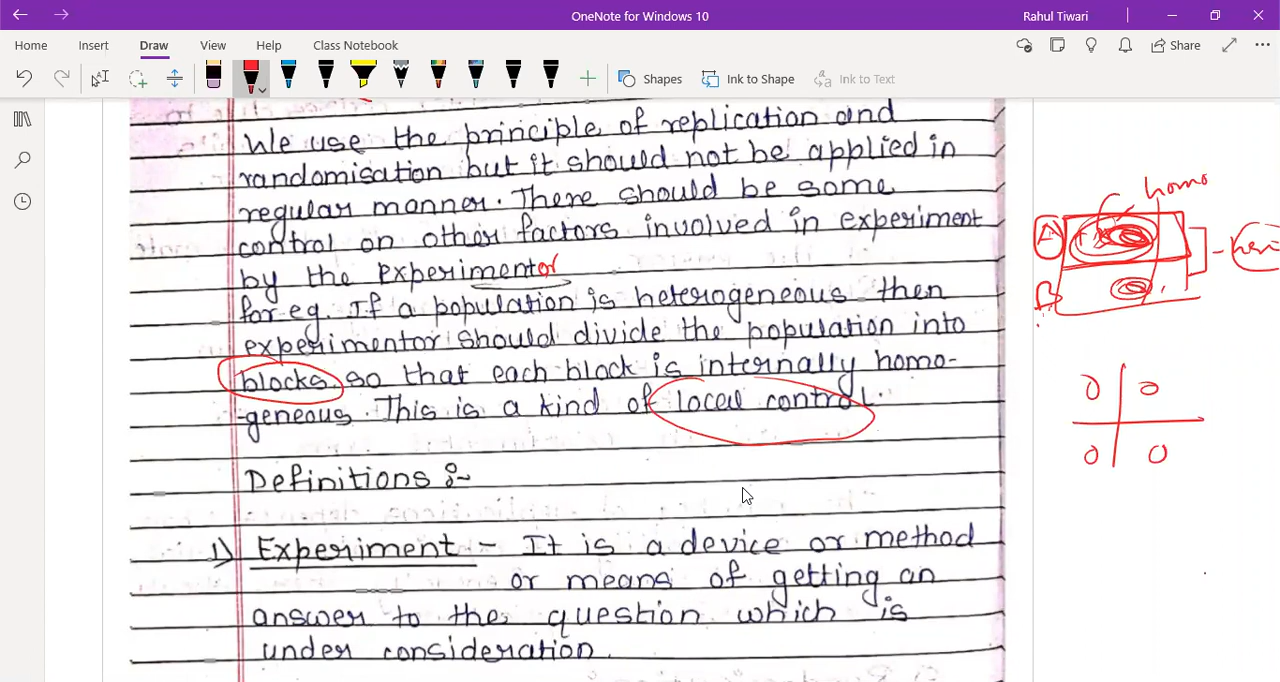 OneNote for Windows 10
Rahul Tiwari
Home Insert Draw View Help Class Notebook
Share
Shapes
Ink to Shape
Ink to Text
We use the principle of replication and
randomisation but it should not be applied in
regular manner. There should be some
control on other factors involved in experiment
by the experimentor
for eg. If a population is heterogeneous then
experimentor should divide the population into
blocks so that each block is internally homo-
-geneous. This is a kind of local control.
Definitions :-
1) Experiment - It is a device or method
or means of getting an
answer to the question which is
under consideration.
homo
A
B
0 0
0 0